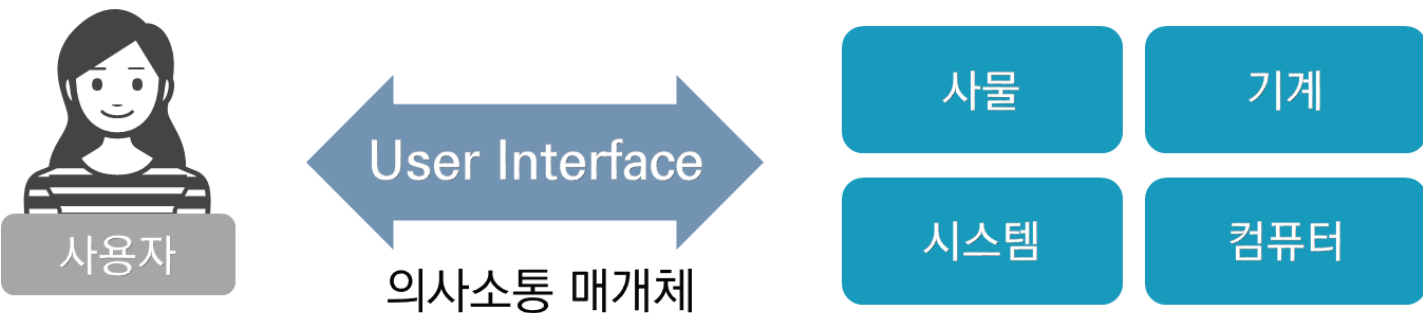 사용자
User Interface
의사소통 매개체
사물
기계
시스템
컴퓨터